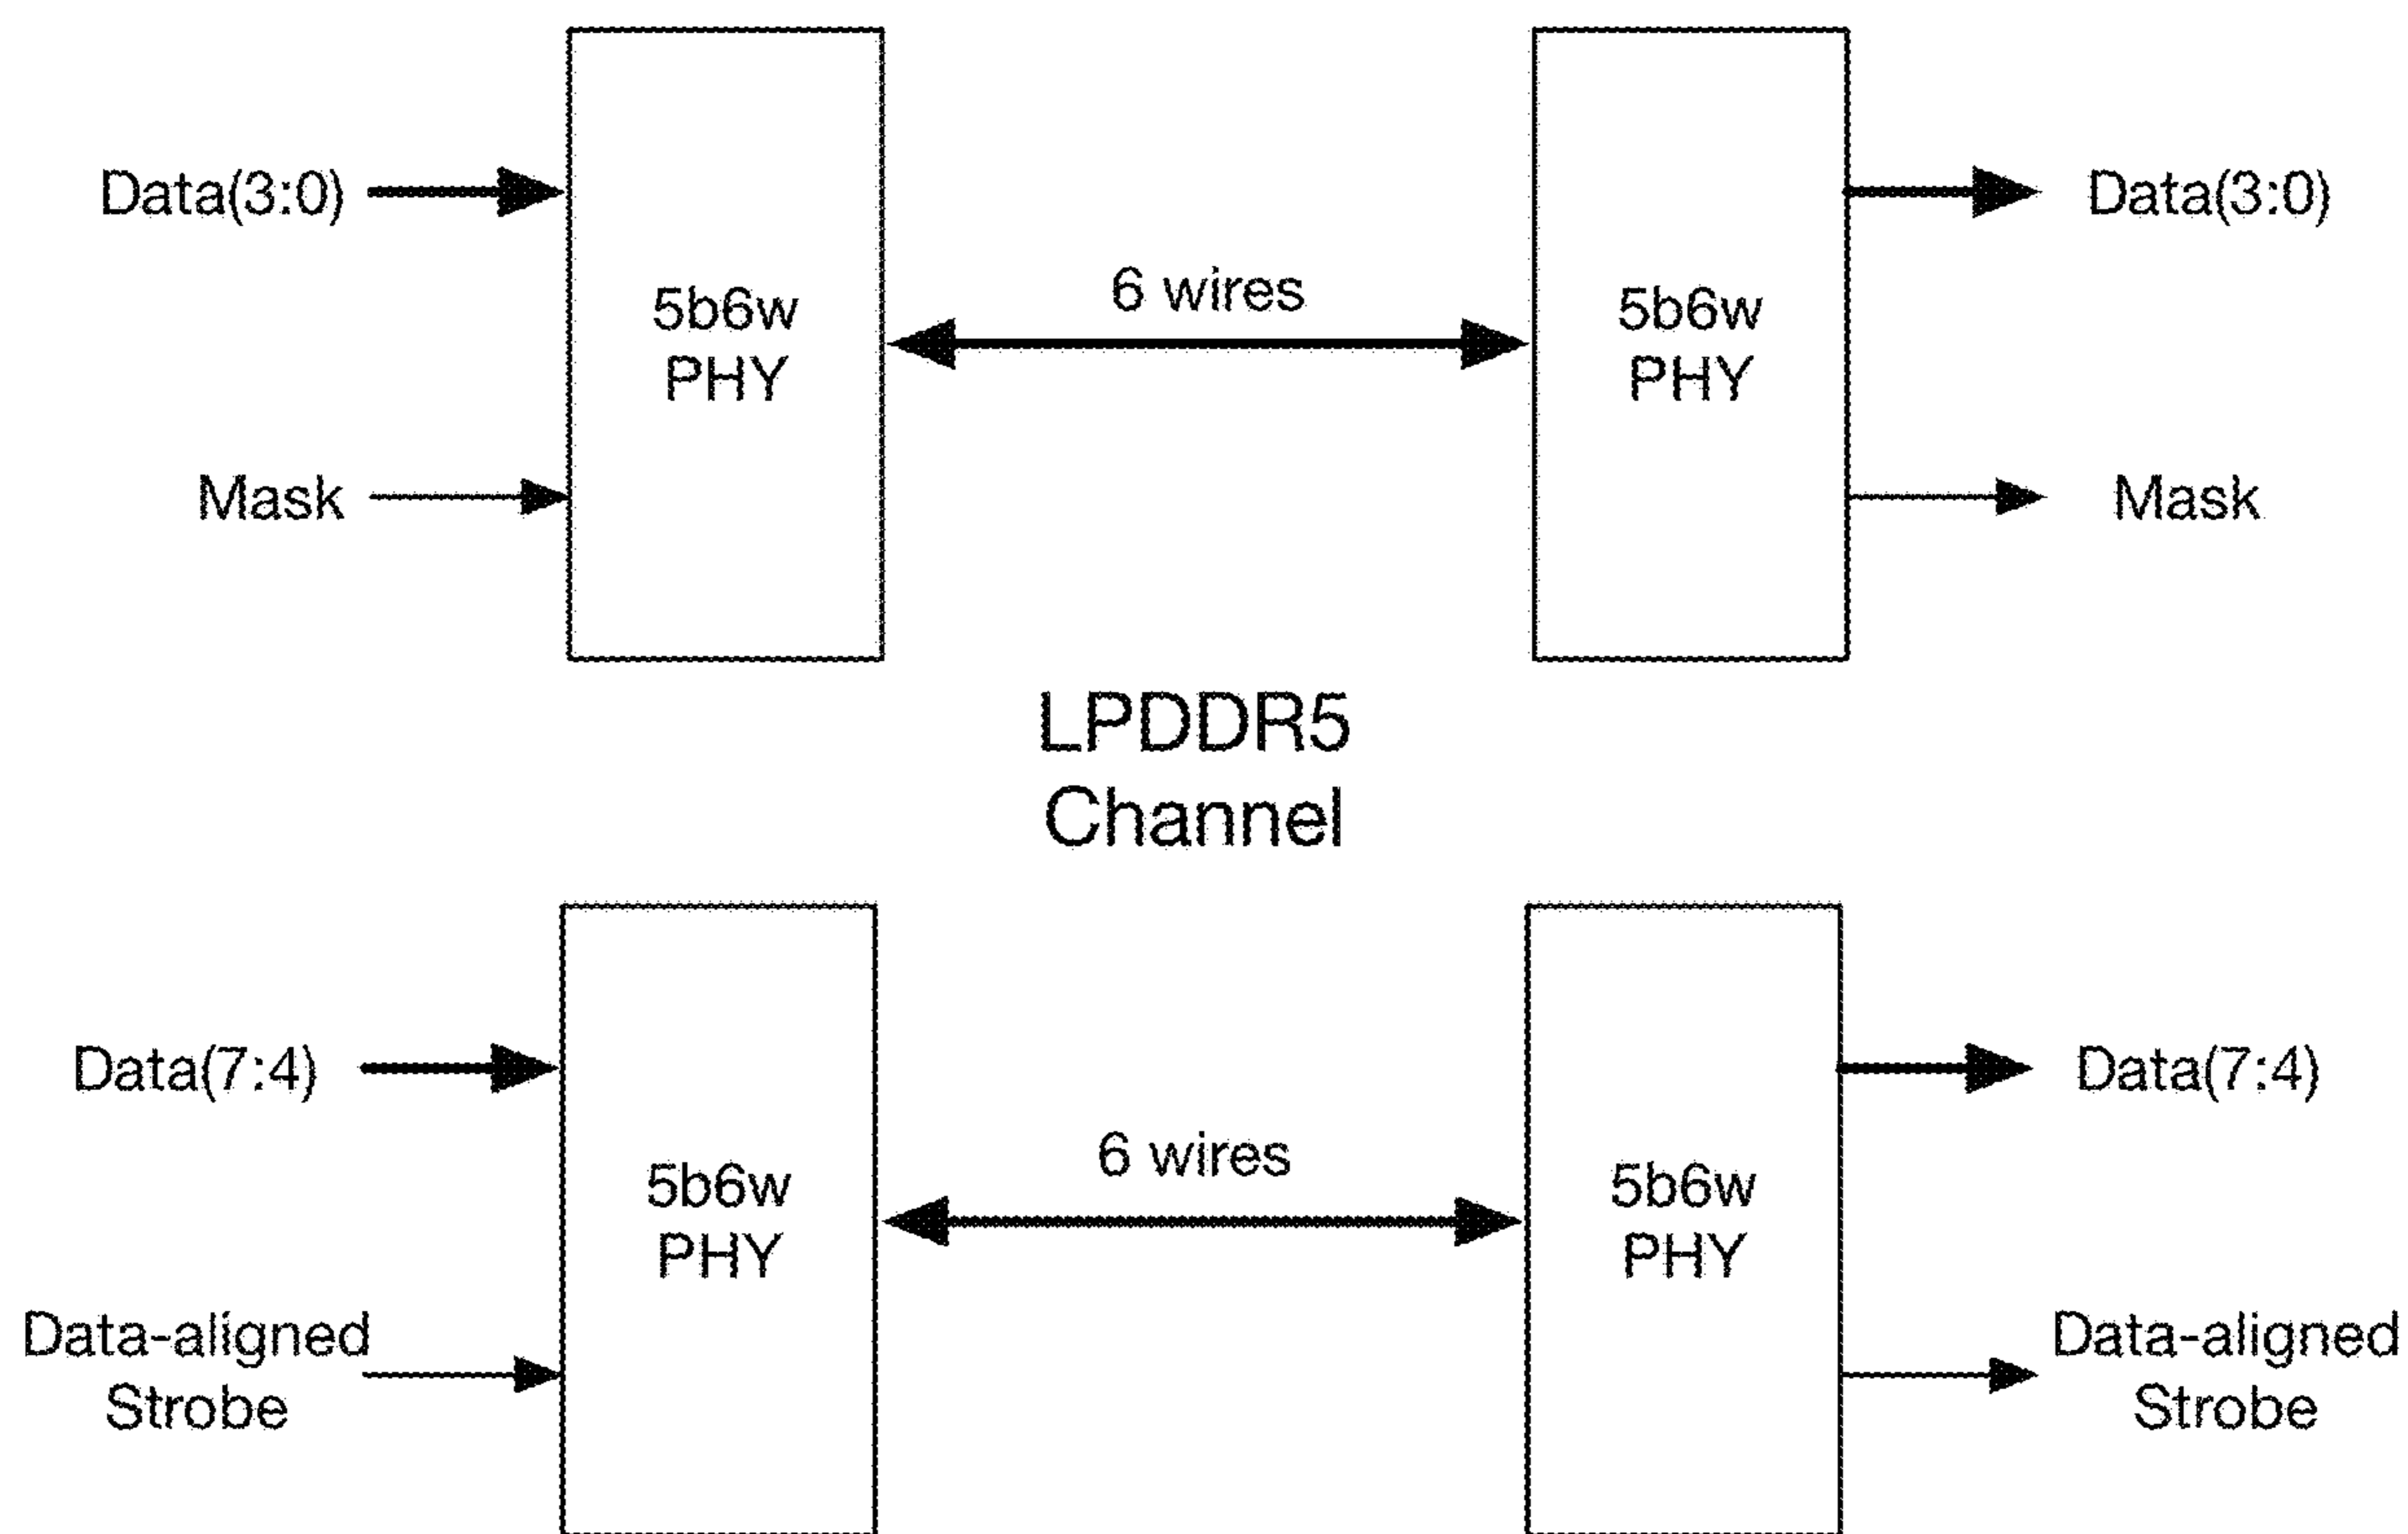 Data(3:0)
Mask
5b6w
PHY
6 wires
5b6w
PHY
Data(3:0)
Mask
LPDDR5
Channel
Data(7:4)
Data-aligned
Strobe
5b6w
PHY
6 wires
5b6w
PHY
Data(7:4)
Data-aligned
Strobe